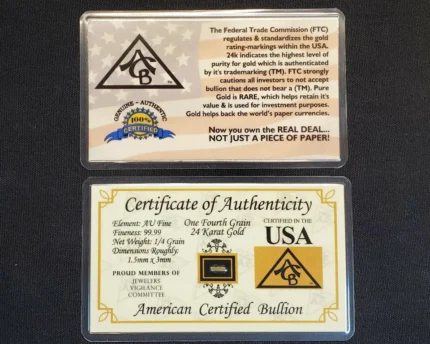 The Federal Trade Commission (FTC)
regulates & standardizes the gold
rating-markings within the USA.
24k indicates the highest level of
purity for gold which is authenticated
by it's trademarking (TM). FTC strongly
cautions all investors to not accept
bullion that does not bear a (TM). Pure
Gold is RARE, which helps retain it's
value & is used for investment purposes.
Gold helps back the world's paper currencies.
Now you own the REAL DEAL...
NOT JUST A PIECE OF PAPER!
ACB
GENUINE - AUTHENTIC
100%
CERTIFIED
Certificate of Authenticity
Element: AU Fine
Fineness: 99.99
Net Weight: 1/4 Grain
Dimensions Roughly:
1.5mm x 3mm
PROUD MEMBERS OF
JEWELERS
VIGILANCE
COMMITTEE
One Fourth Grain
24 Karat Gold
CERTIFIED IN THE
USA
ACB
American Certified Bullion